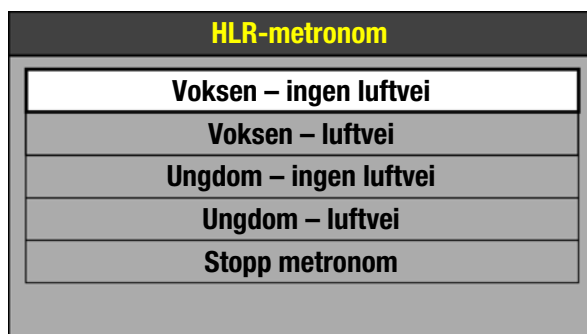 HLR-metronom
Voksen – ingen luftvei
Voksen – luftvei
Ungdom – ingen luftvei
Ungdom – luftvei
Stopp metronom